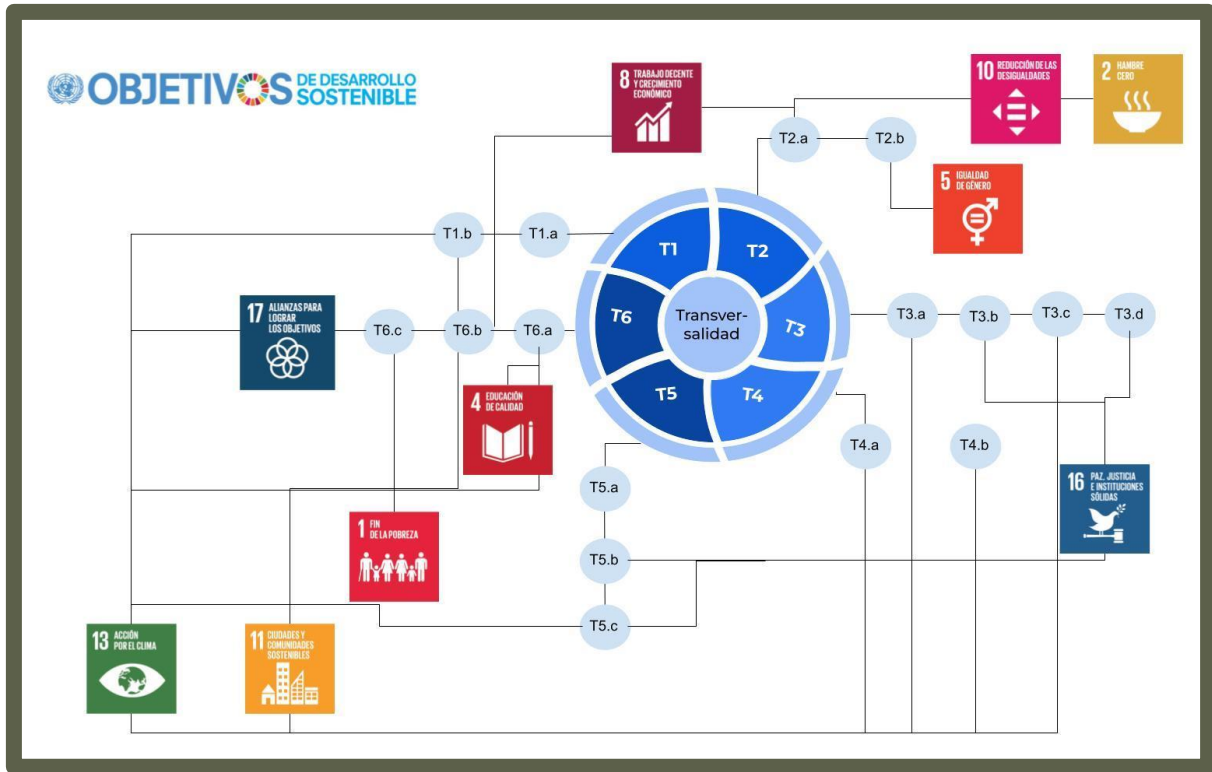 OBJETIVOS DE DESARROLLO
SOSTENIBLE
8 TRABAJO DECENTE
Y CRECIMIENTO
ECONÓMICO
10 REDUCCIÓN DE LAS
DESIGUALDADES
2 HAMBRE
CERO
T2.a
T2.b
5 IGUALDAD
DE GÉNERO
T1.b
T1.a
T1
T2
17 ALIANZAS PARA
LOGRAR
LOS OBJETIVOS
T6.c
T6.b
T6.a
T6
Transver-
salidad
T3
T3.a
T3.b
T3.c
T3.d
4 EDUCACIÓN
DE CALIDAD
T5
T4
T4.a
T4.b
16 PAZ, JUSTICIA
E INSTITUCIONES
SÓLIDAS
T5.a
1 FIN
DE LA POBREZA
T5.b
T5.c
13 ACCIÓN
POR EL CLIMA
11 CIUDADES Y
COMUNIDADES
SOSTENIBLES